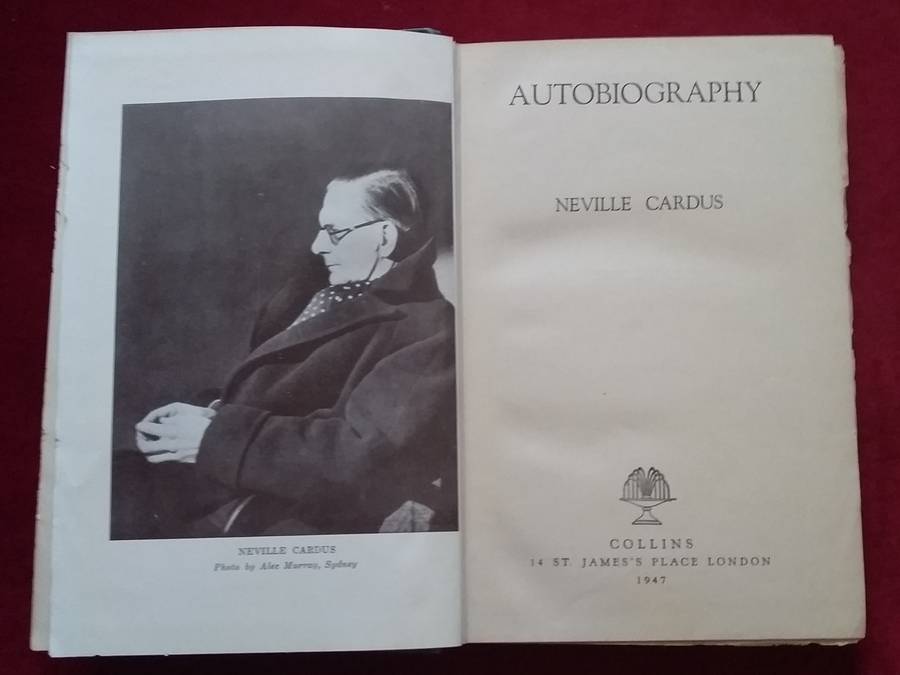 NEVILLE CARDUS
Photo by Alec Murray, Sydney
AUTOBIOGRAPHY
NEVILLE CARDUS
COLLINS
14 ST. JAMES'S PLACE LONDON
1947